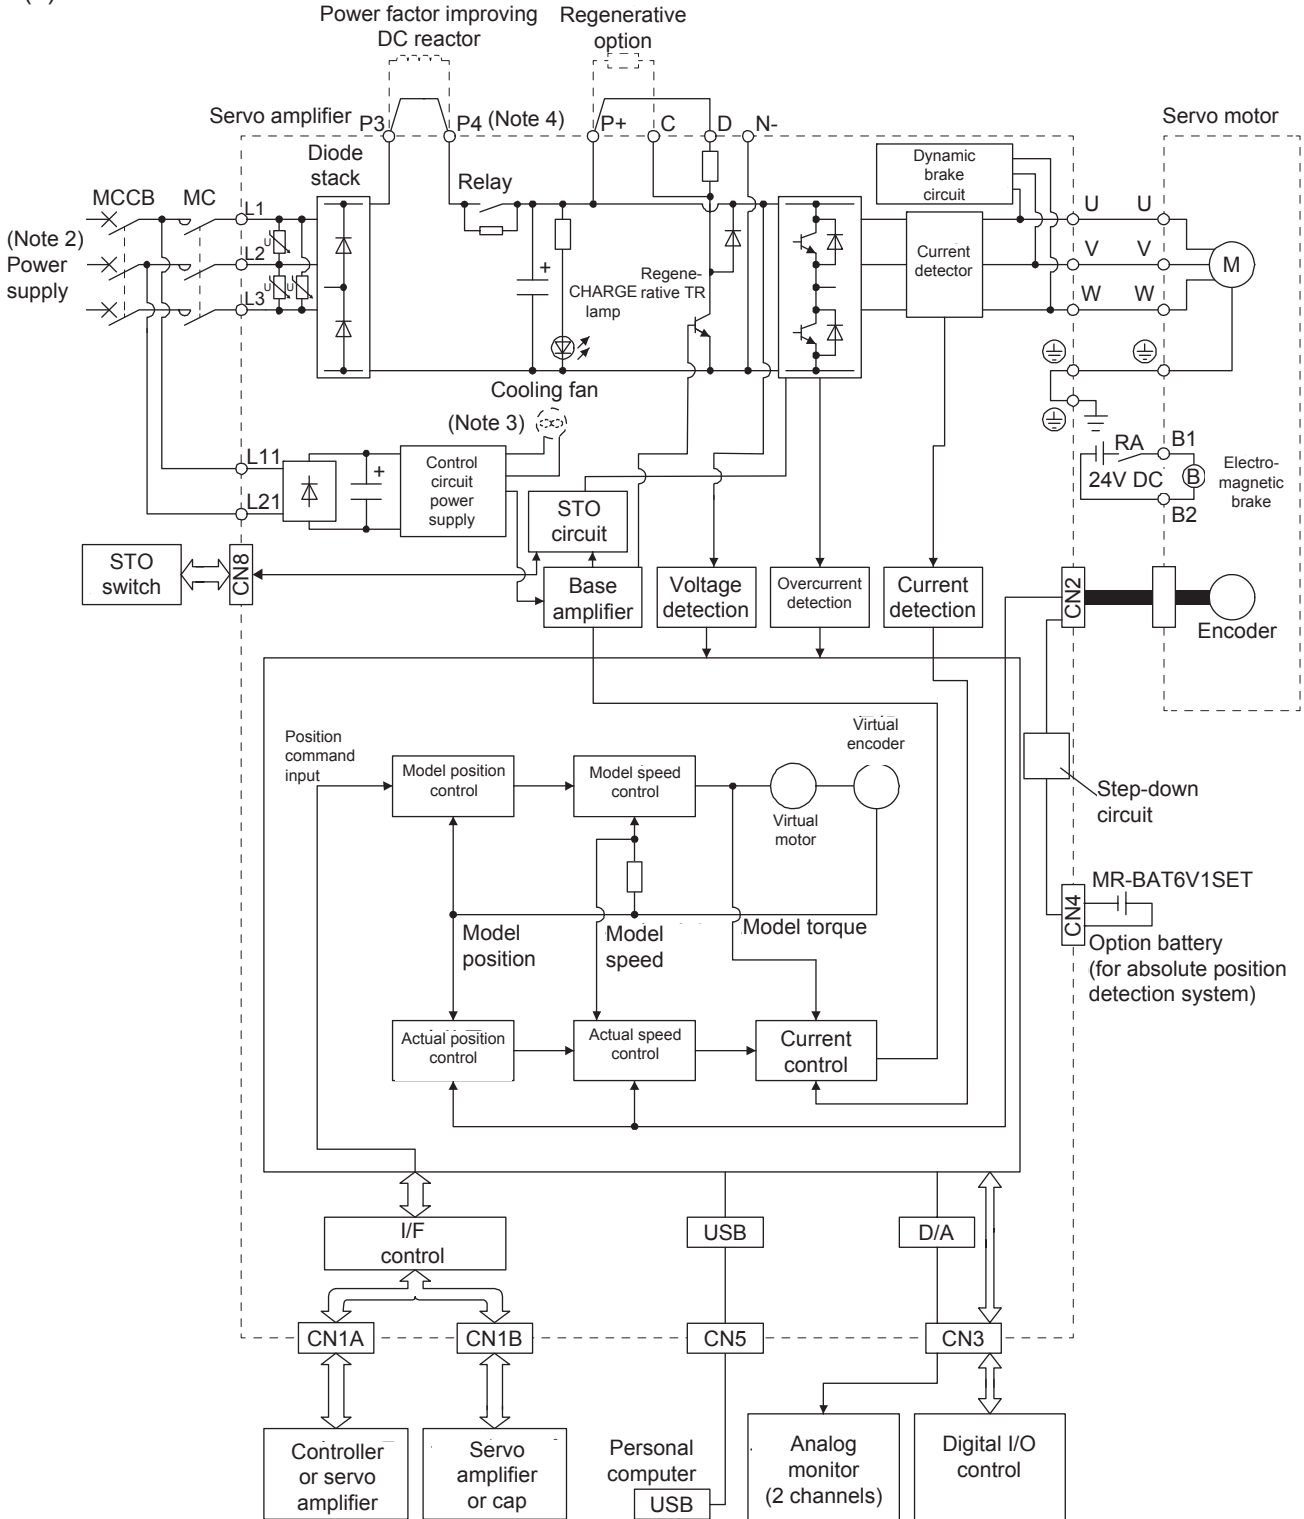 Power factor improving
DC reactor
Regenerative
option
Servo amplifier
P3
P4
(Note 4)
P+
C
D
N-
Servo motor
Diode
stack
Dynamic
brake
circuit
MCCB
MC
Relay
L1
U
U
(Note 2)
Power
supply
L2
U
Current
detector
V
V
M
+
Regene-
rative TR
CHARGE
lamp
L3
U
U
W
W
Cooling fan
(Note 3)
L11
+
Control
circuit
power
supply
RA
B1
24V DC
B
Electro-
magnetic
brake
L21
STO
circuit
B2
STO
switch
CN8
Base
amplifier
Voltage
detection
Overcurrent
detection
Current
detection
CN2
Encoder
Position
command
input
Virtual
encoder
Model position
control
Model speed
control
Virtual
motor
Step-down
circuit
MR-BAT6V1SET
CN4
Model
position
Model
speed
Model torque
Option battery
(for absolute position
detection system)
Actual position
control
Actual speed
control
Current
control
I/F
control
USB
D/A
CN1A
CN1B
CN5
CN3
Controller
or servo
amplifier
Servo
amplifier
or cap
Personal
computer
USB
Analog
monitor
(2 channels)
Digital I/O
control